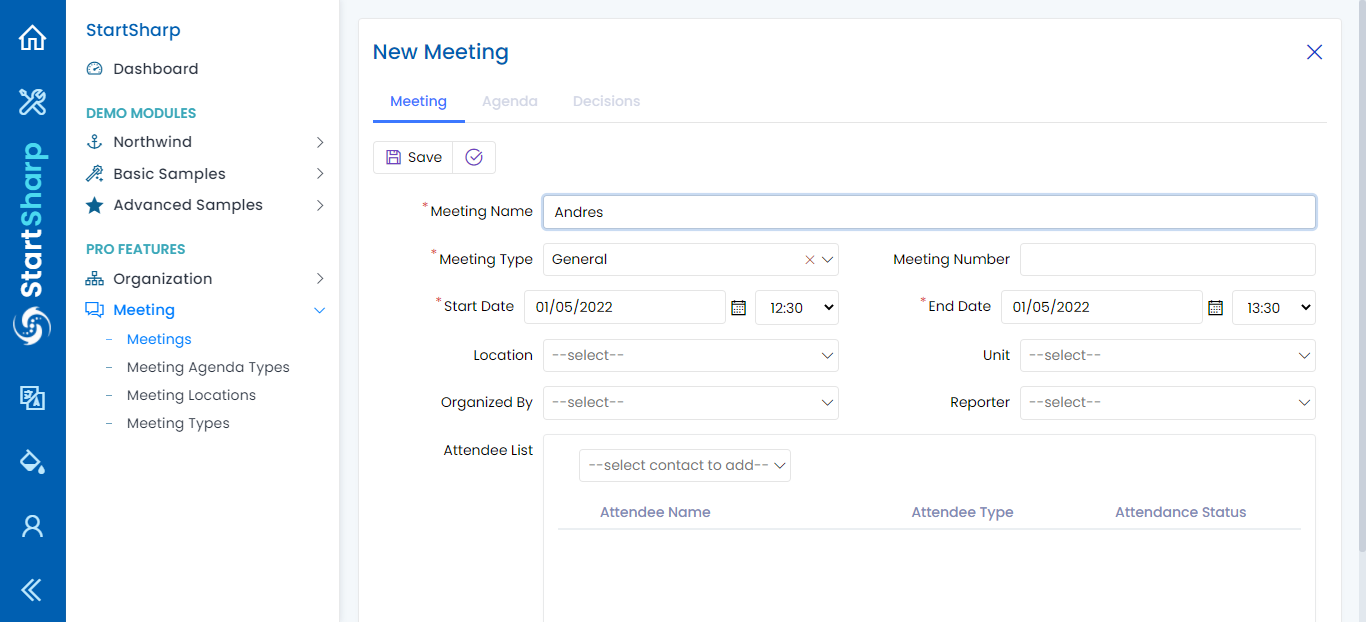 StartSharp
StartSharp
Dashboard
DEMO MODULES
Northwind
Basic Samples
Advanced Samples
PRO FEATURES
Organization
Meeting
Meetings
Meeting Agenda Types
Meeting Locations
Meeting Types
New Meeting
Meeting Agenda Decisions
Save
*Meeting Name Andres
*Meeting Type General Meeting Number
*Start Date 01/05/2022 12:30 *End Date 01/05/2022 13:30
Location --select-- Unit --select--
Organized By --select-- Reporter --select--
Attendee List
--select contact to add--
Attendee Name Attendee Type Attendance Status